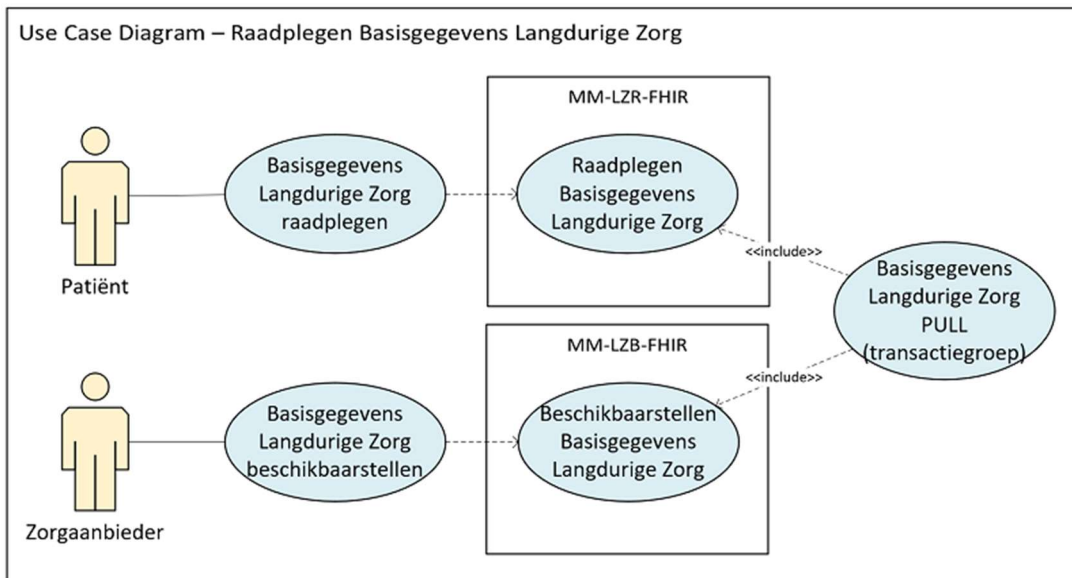 Use Case Diagram – Raadplegen Basisgegevens Langdurige Zorg
MM-LZR-FHIR
Basisgegevens
Langdurige Zorg
raadplegen
Raadplegen
Basisgegevens
Langdurige Zorg
Patiënt
<<include>>
Basisgegevens
Langdurige Zorg
PULL
(transactiegroep)
MM-LZB-FHIR
<<include>>
Basisgegevens
Langdurige Zorg
beschikbaarstellen
Beschikbaarstellen
Basisgegevens
Langdurige Zorg
Zorgaanbieder